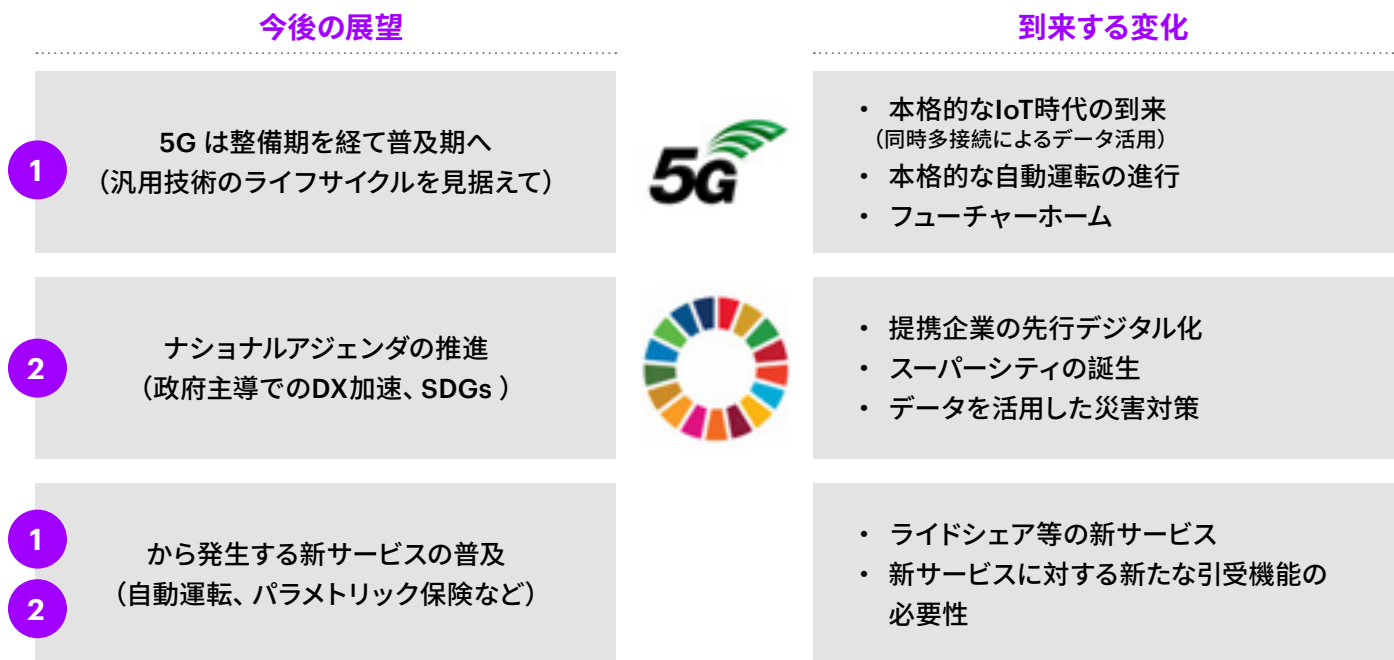 今後の展望
到来する変化
1
5G は整備期を経て普及期へ
（汎用技術のライフサイクルを見据えて）
5G
・ 本格的なIoT時代の到来
（同時多接続によるデータ活用）
・ 本格的な自動運転の進行
・ フューチャーホーム
2
ナショナルアジェンダの推進
（政府主導でのDX加速、SDGs ）
・ 提携企業の先行デジタル化
・ スーパーシティの誕生
・ データを活用した災害対策
1
2
から発生する新サービスの普及
（自動運転、パラメトリック保険など）
・ ライドシェア等の新サービス
・ 新サービスに対する新たな引受機能の
必要性